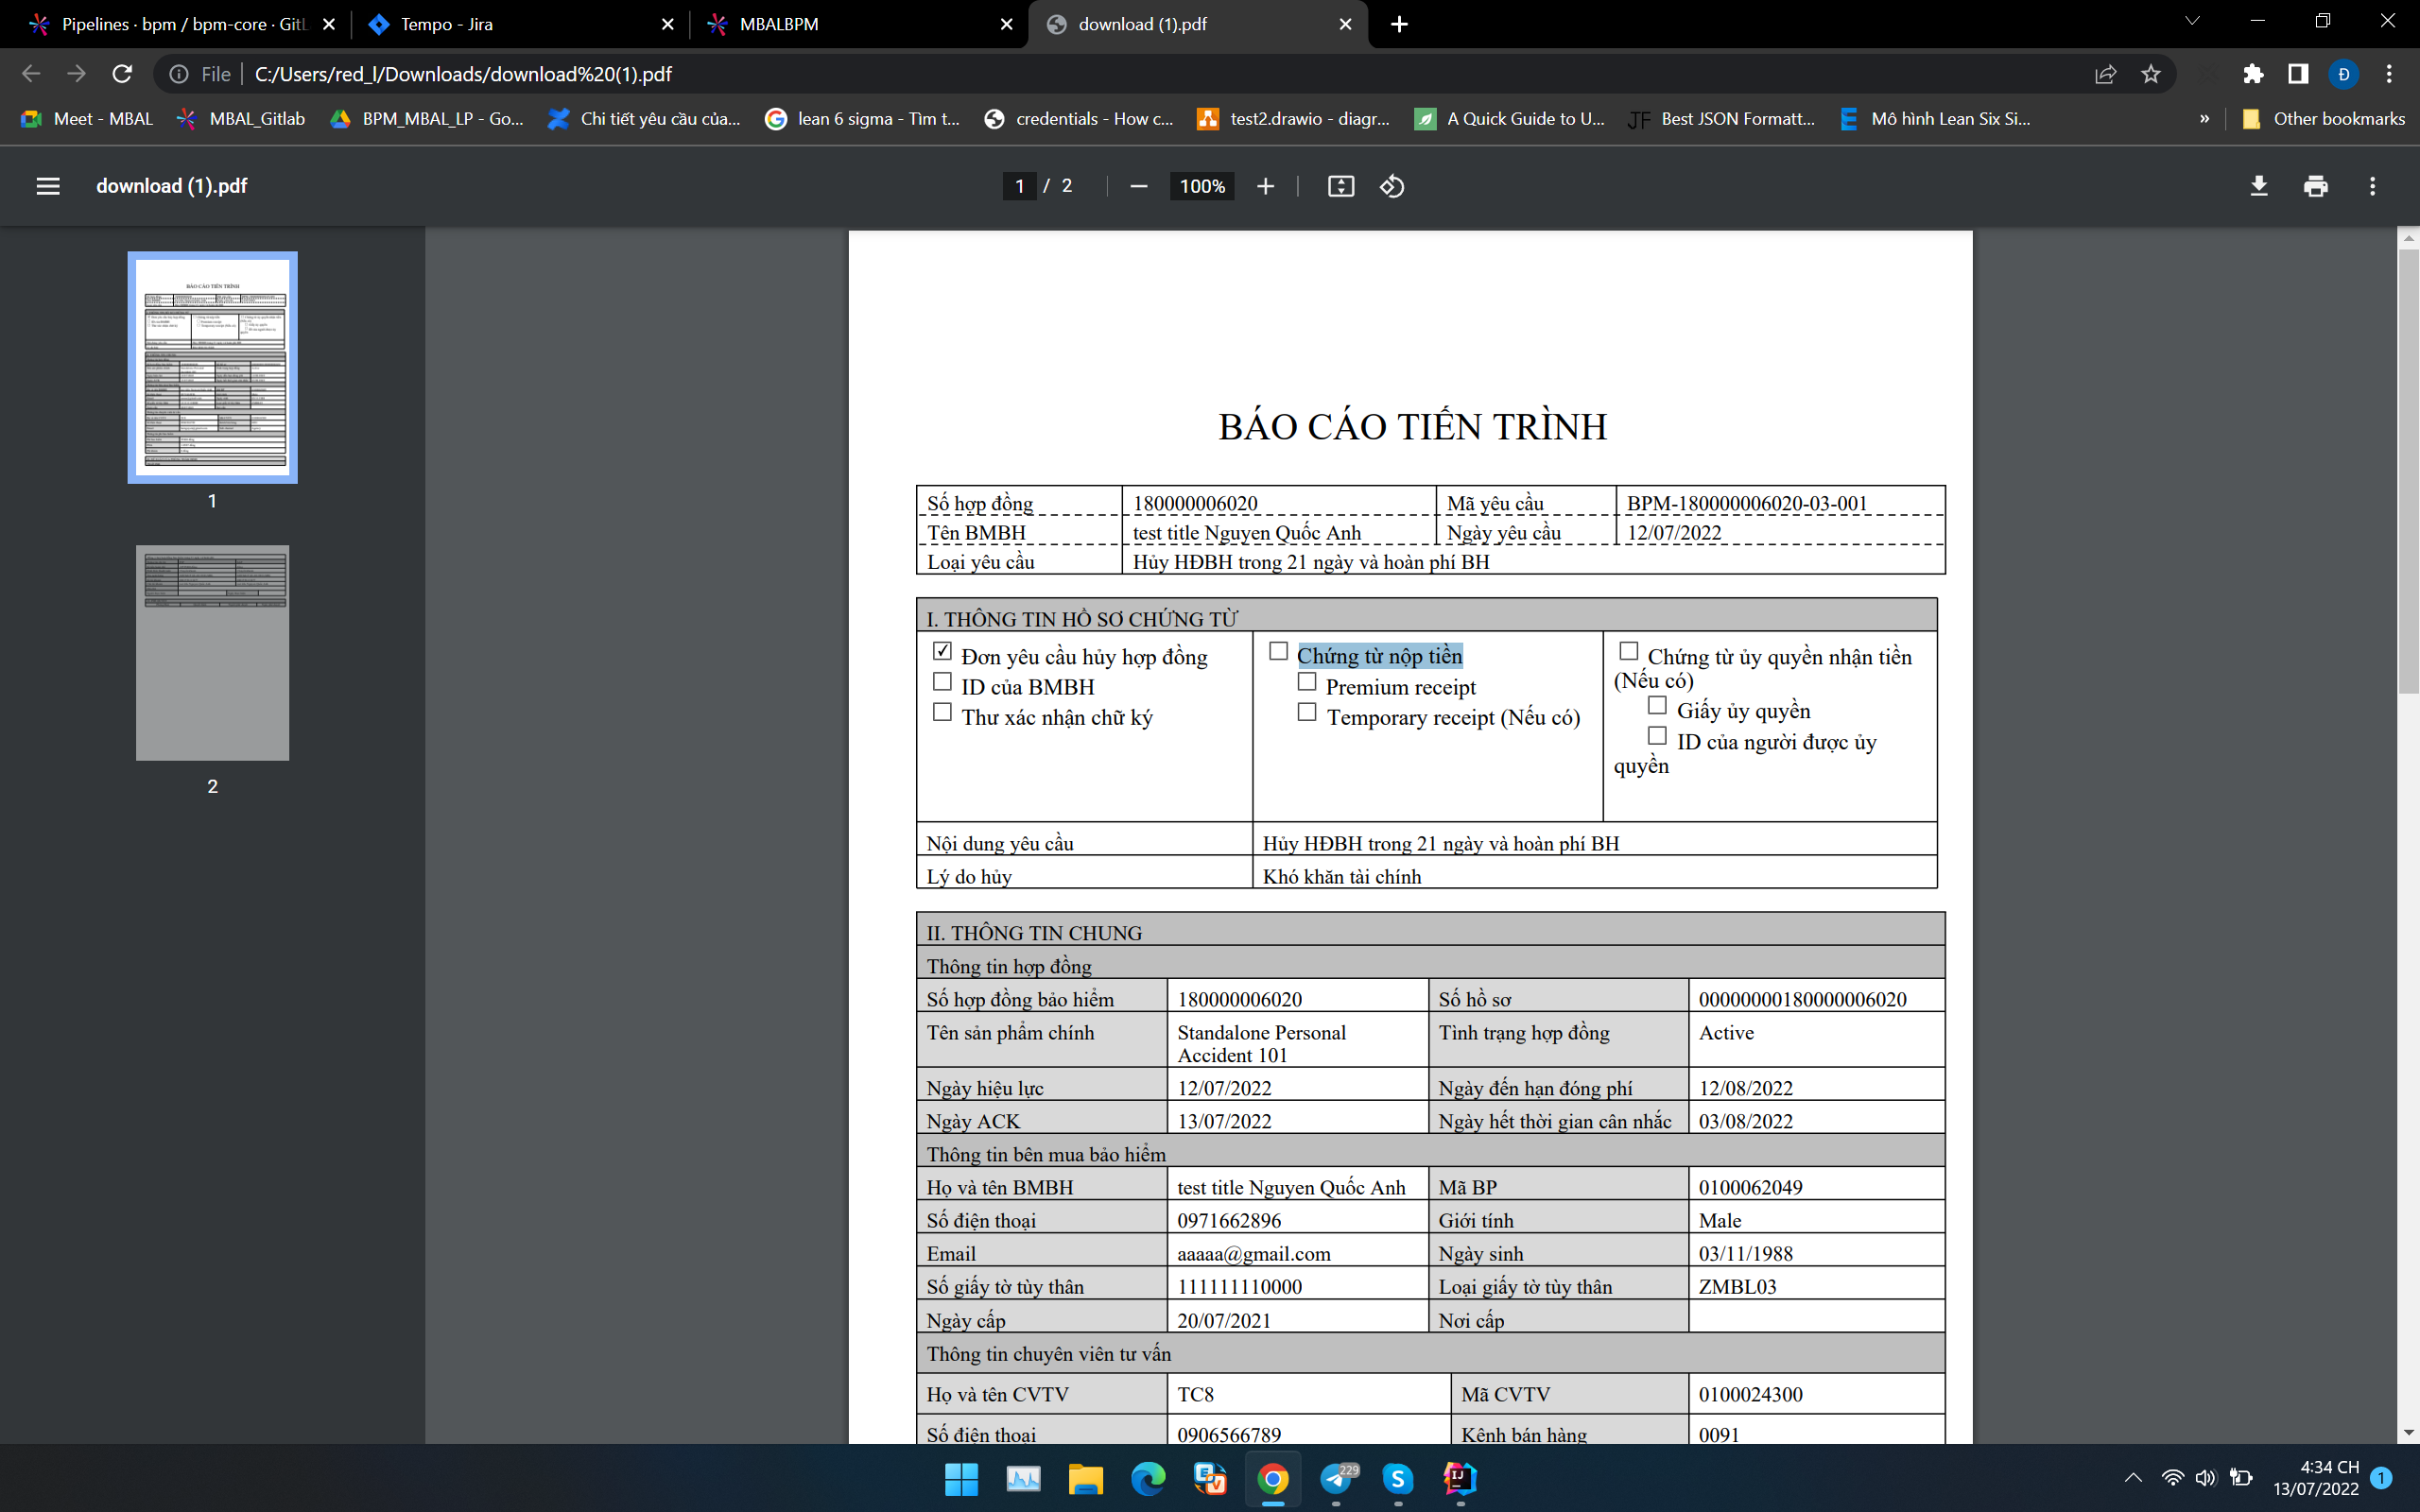 Pipelines · bpm / bpm-core · GitL
Tempo - Jira
MBALBPM
download (1).pdf
File
C:/Users/red_l/Downloads/download%20(1).pdf
Đ
Meet - MBAL
MBAL_Gitlab
BPM_MBAL_LP - Go...
Chi tiết yêu cầu của...
lean 6 sigma - Tìm t...
credentials - How c...
test2.drawio - diagr...
A Quick Guide to U...
JF Best JSON Formatt...
Mô hình Lean Six Si...
»
Other bookmarks
download (1).pdf
1 / 2
100%
1
2
BÁO CÁO TIẾN TRÌNH
Số hợp đồng 180000006020 Mã yêu cầu BPM-180000006020-03-001
Tên BMBH test title Nguyen Quốc Anh Ngày yêu cầu 12/07/2022
Loại yêu cầu Hủy HĐBH trong 21 ngày và hoàn phí BH
I. THÔNG TIN HỒ SƠ CHỨNG TỪ
Đơn yêu cầu hủy hợp đồng
ID của BMBH
Thư xác nhận chữ ký
Chứng từ nộp tiền
Premium receipt
Temporary receipt (Nếu có)
Chứng từ ủy quyền nhận tiền
(Nếu có)
Giấy ủy quyền
ID của người được ủy
quyền
Nội dung yêu cầu Hủy HĐBH trong 21 ngày và hoàn phí BH
Lý do hủy Khó khăn tài chính
II. THÔNG TIN CHUNG
Thông tin hợp đồng
Số hợp đồng bảo hiểm 180000006020 Số hồ sơ 00000000180000006020
Tên sản phẩm chính Standalone Personal Tình trạng hợp đồng Active
Accident 101
Ngày hiệu lực 12/07/2022 Ngày đến hạn đóng phí 12/08/2022
Ngày ACK 13/07/2022 Ngày hết thời gian cân nhắc 03/08/2022
Thông tin bên mua bảo hiểm
Họ và tên BMBH test title Nguyen Quốc Anh Mã BP 0100062049
Số điện thoại 0971662896 Giới tính Male
Email aaaaa@gmail.com Ngày sinh 03/11/1988
Số giấy tờ tùy thân 111111110000 Loại giấy tờ tùy thân ZMBL03
Ngày cấp 20/07/2021 Nơi cấp
Thông tin chuyên viên tư vấn
Họ và tên CVTV TC8 Mã CVTV 0100024300
Số điện thoại 0906566789 Kênh bán hàng 0091
229
4:34 CH
13/07/2022
1